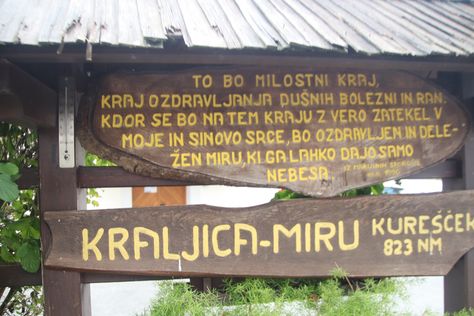 TO BO MILOSTNI KRAJ,
KRAJ OZDRAVLJANJA DUŠNIH BOLEZNI IN RAN.
KDOR SE BO NA TEM KRAJU Z VERO ZATEKEL V
MOJE IN SINOVO SRCE, BO OZDRAVLJEN IN DELE-
ŽEN MIRU, KI GA LAHKO DAJO SAMO
NEBESA.
KRALJICA-MIRU KUREŠČEK
823 NM